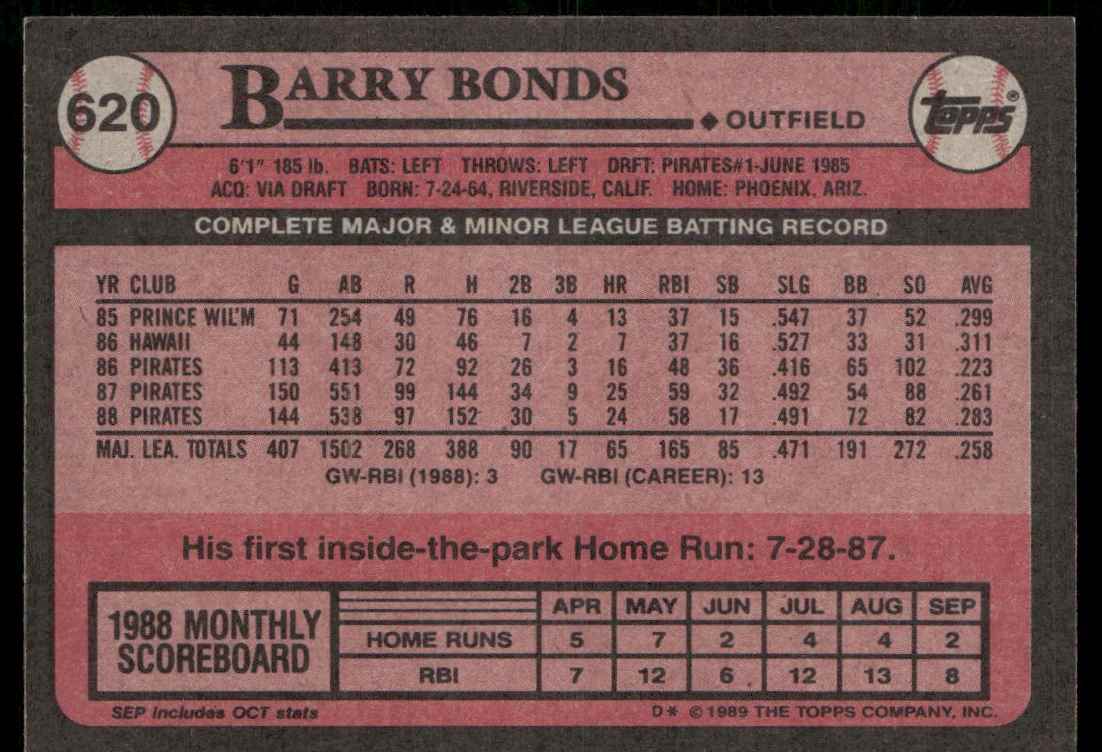 620
BARRY BONDS
◆ OUTFIELD
TOPPS®
6'1" 185 lb. BATS: LEFT THROWS: LEFT DRFT: PIRATES#1-JUNE 1985
ACQ: VIA DRAFT BORN: 7-24-64, RIVERSIDE, CALIF. HOME: PHOENIX, ARIZ.
COMPLETE MAJOR & MINOR LEAGUE BATTING RECORD
YR CLUB G AB R H 2B 3B HR RBI SB SLG BB SO AVG
85 PRINCE WIL'M 71 254 49 76 16 4 13 37 15 .547 37 52 .299
86 HAWAII 44 148 30 46 7 2 7 37 16 .527 33 31 .311
86 PIRATES 113 413 72 92 26 3 16 48 36 .416 65 102 .223
87 PIRATES 150 551 99 144 34 9 25 59 32 .492 54 88 .261
88 PIRATES 144 538 97 152 30 5 24 58 17 .491 72 82 .283
MAJ. LEA. TOTALS 407 1502 268 388 90 17 65 165 85 .471 191 272 .258
GW-RBI (1988): 3 GW-RBI (CAREER): 13
His first inside-the-park Home Run: 7-28-87.
1988 MONTHLY SCOREBOARD
APR MAY JUN JUL AUG SEP
HOME RUNS 5 7 2 4 4 2
RBI 7 12 6 12 13 8
SEP includes OCT stats
D* © 1989 THE TOPPS COMPANY, INC.